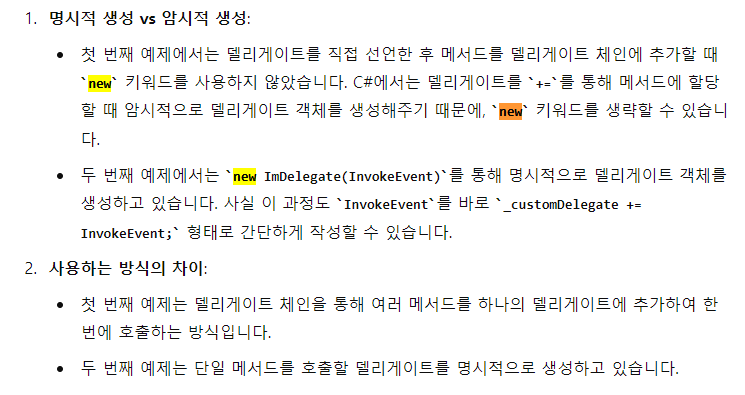 1. 명시적 생성 vs 암시적 생성:
• 첫 번째 예제에서는 델리게이트를 직접 선언한 후 메서드를 델리게이트 체인에 추가할 때
`new` 키워드를 사용하지 않았습니다. C#에서는 델리게이트를 `+=`를 통해 메서드에 할당
할 때 암시적으로 델리게이트 객체를 생성해주기 때문에, `new` 키워드를 생략할 수 있습니
다.
• 두 번째 예제에서는 `new ImDelegate(InvokeEvent)`를 통해 명시적으로 델리게이트 객체를
생성하고 있습니다. 사실 이 과정도 `InvokeEvent`를 바로 `_customDelegate +=
InvokeEvent;` 형태로 간단하게 작성할 수 있습니다.
2. 사용하는 방식의 차이:
• 첫 번째 예제는 델리게이트 체인을 통해 여러 메서드를 하나의 델리게이트에 추가하여 한
번에 호출하는 방식입니다.
• 두 번째 예제는 단일 메서드를 호출할 델리게이트를 명시적으로 생성하고 있습니다.